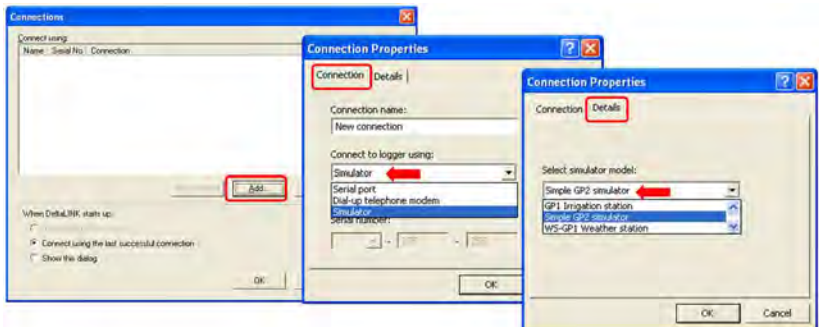 Connections
Connect using:
Name Serial No Connection
Add...
When DeltaLINK starts up:
Connect using the last successful connection
Show this dialog
OK
Connection Properties
Connection Details
Connection name:
New connection
Connect to logger using:
Simulator
Serial port
Dial-up telephone modem
Simulator
Serial number:
OK
Connection Properties
Connection Details
Select simulator model:
Simple GP2 simulator
GP1 Irrigation station
Simple GP2 simulator
WS-GP1 Weather station
OK Cancel